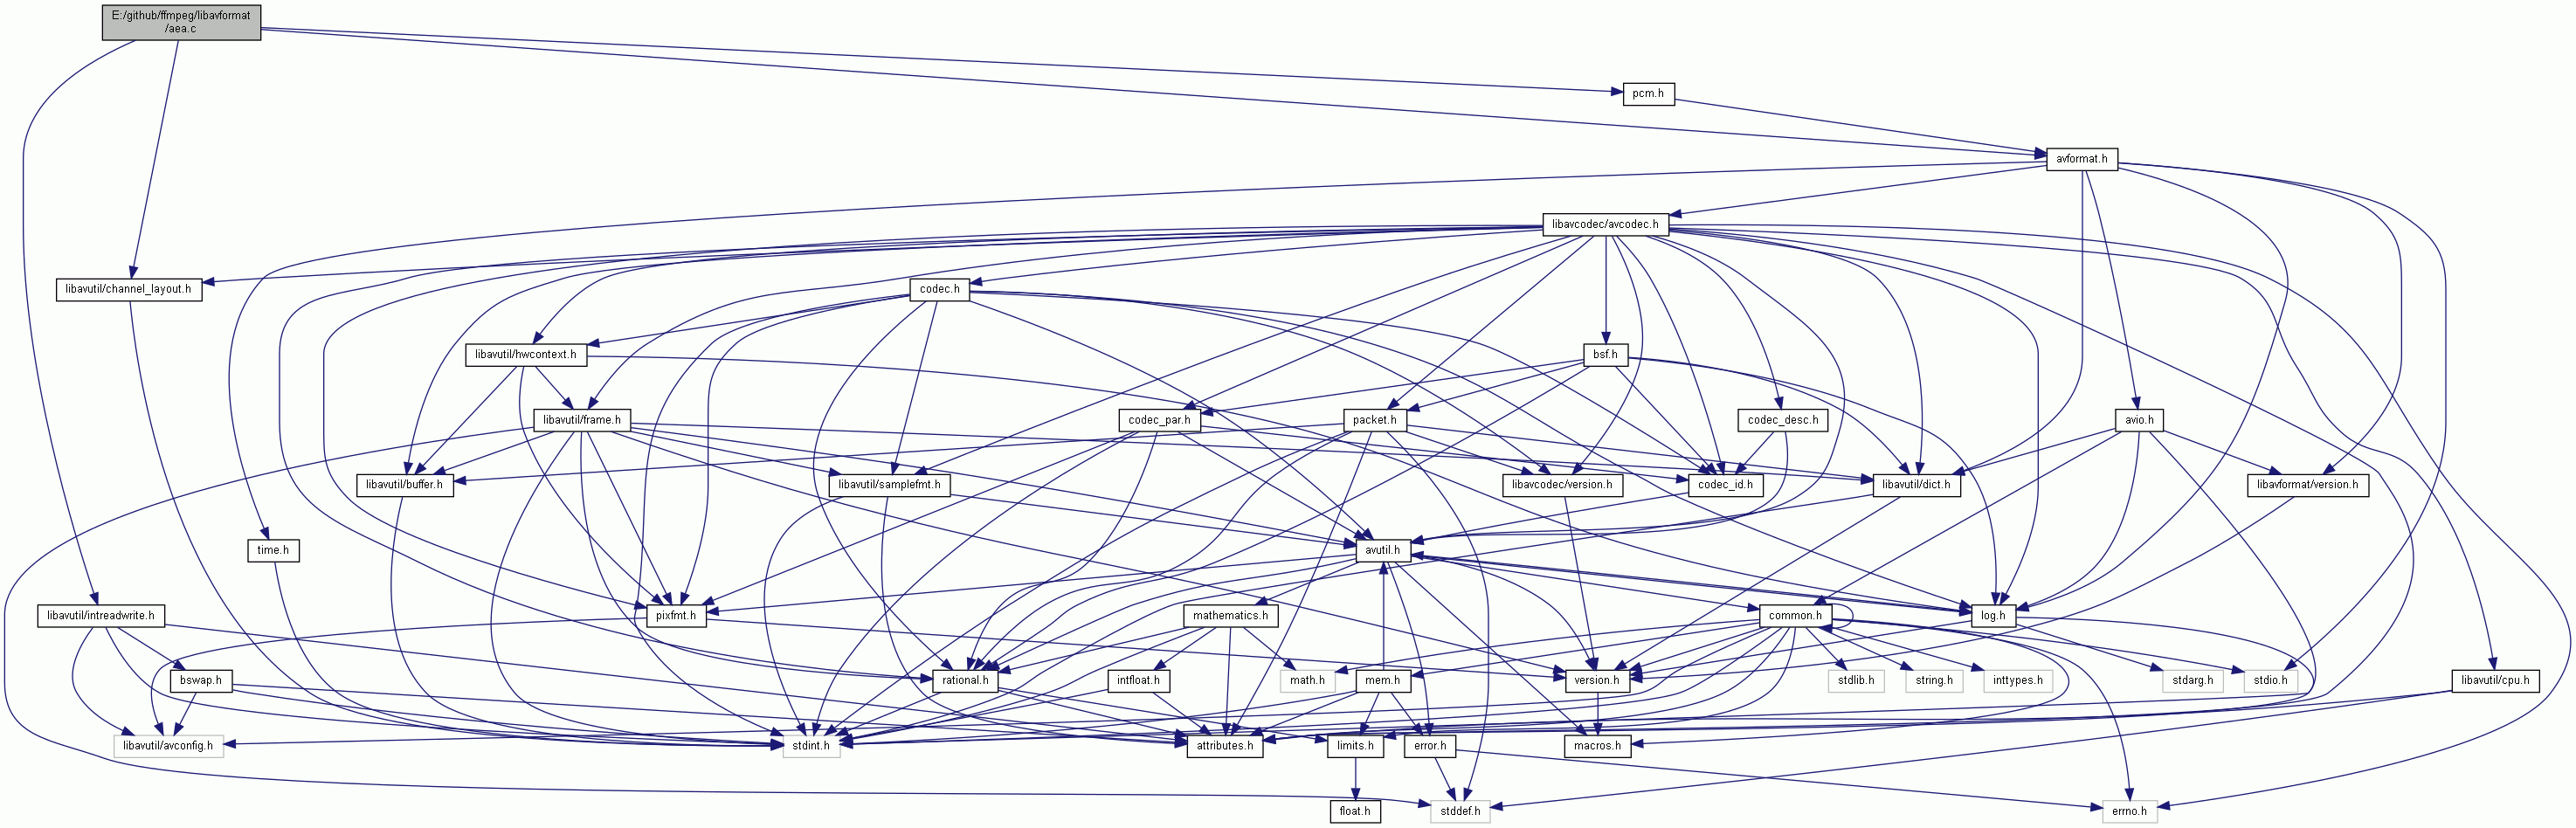 E:/github/ffmpeg/libavformat
/aea.c
pcm.h
avformat.h
libavcodec/avcodec.h
libavutil/channel_layout.h
codec.h
libavutil/hwcontext.h
bsf.h
libavutil/frame.h
codec_par.h
packet.h
codec_desc.h
avio.h
libavutil/buffer.h
libavutil/samplefmt.h
libavcodec/version.h
codec_id.h
libavutil/dict.h
libavformat/version.h
time.h
avutil.h
libavutil/intreadwrite.h
pixfmt.h
mathematics.h
common.h
log.h
bswap.h
rational.h
intfloat.h
math.h
mem.h
version.h
stdlib.h
string.h
inttypes.h
stdarg.h
stdio.h
libavutil/cpu.h
libavutil/avconfig.h
stdint.h
attributes.h
limits.h
error.h
macros.h
float.h
stddef.h
errno.h